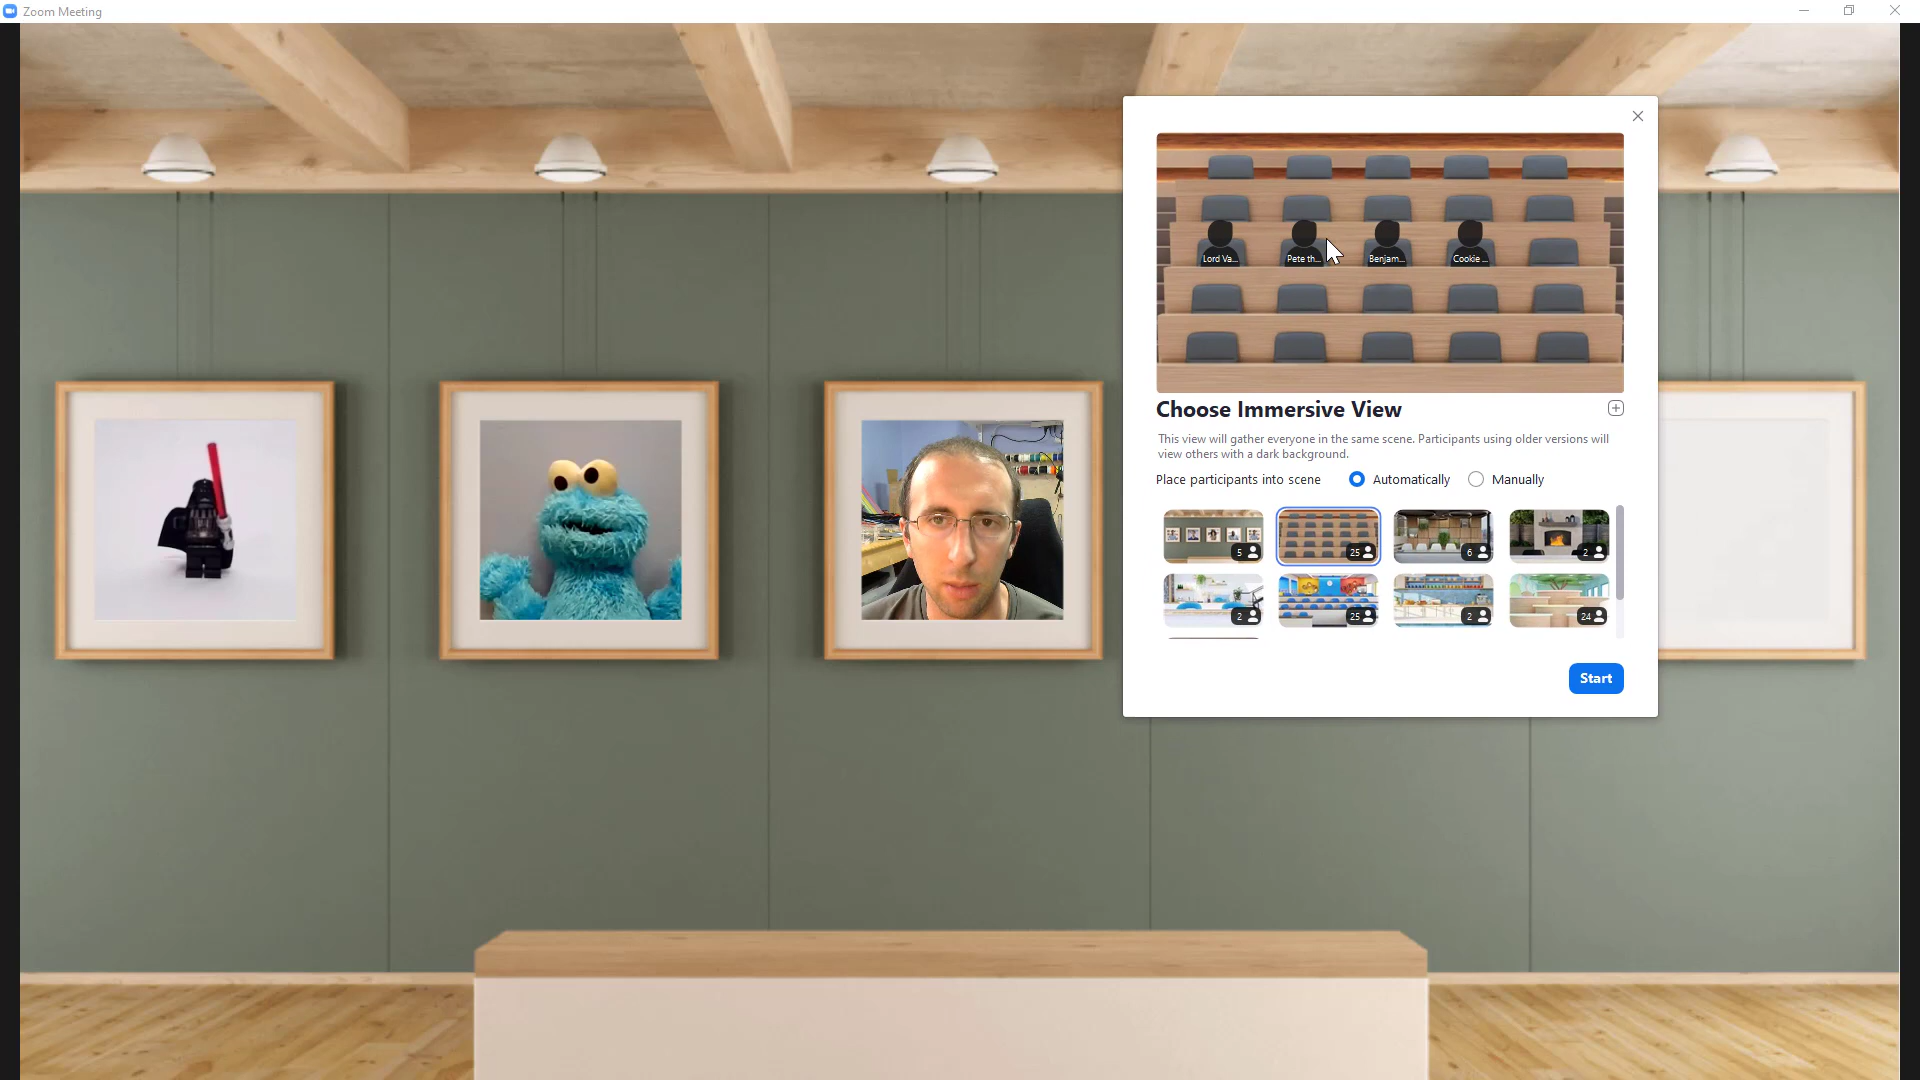 Zoom Meeting
Lord Va...
Pete th...
Benjam...
Cookie ...
Choose Immersive View
This view will gather everyone in the same scene. Participants using older versions will
view others with a dark background.
Place participants into scene Automatically Manually
5 25 6 2
2 25 2 24
Start